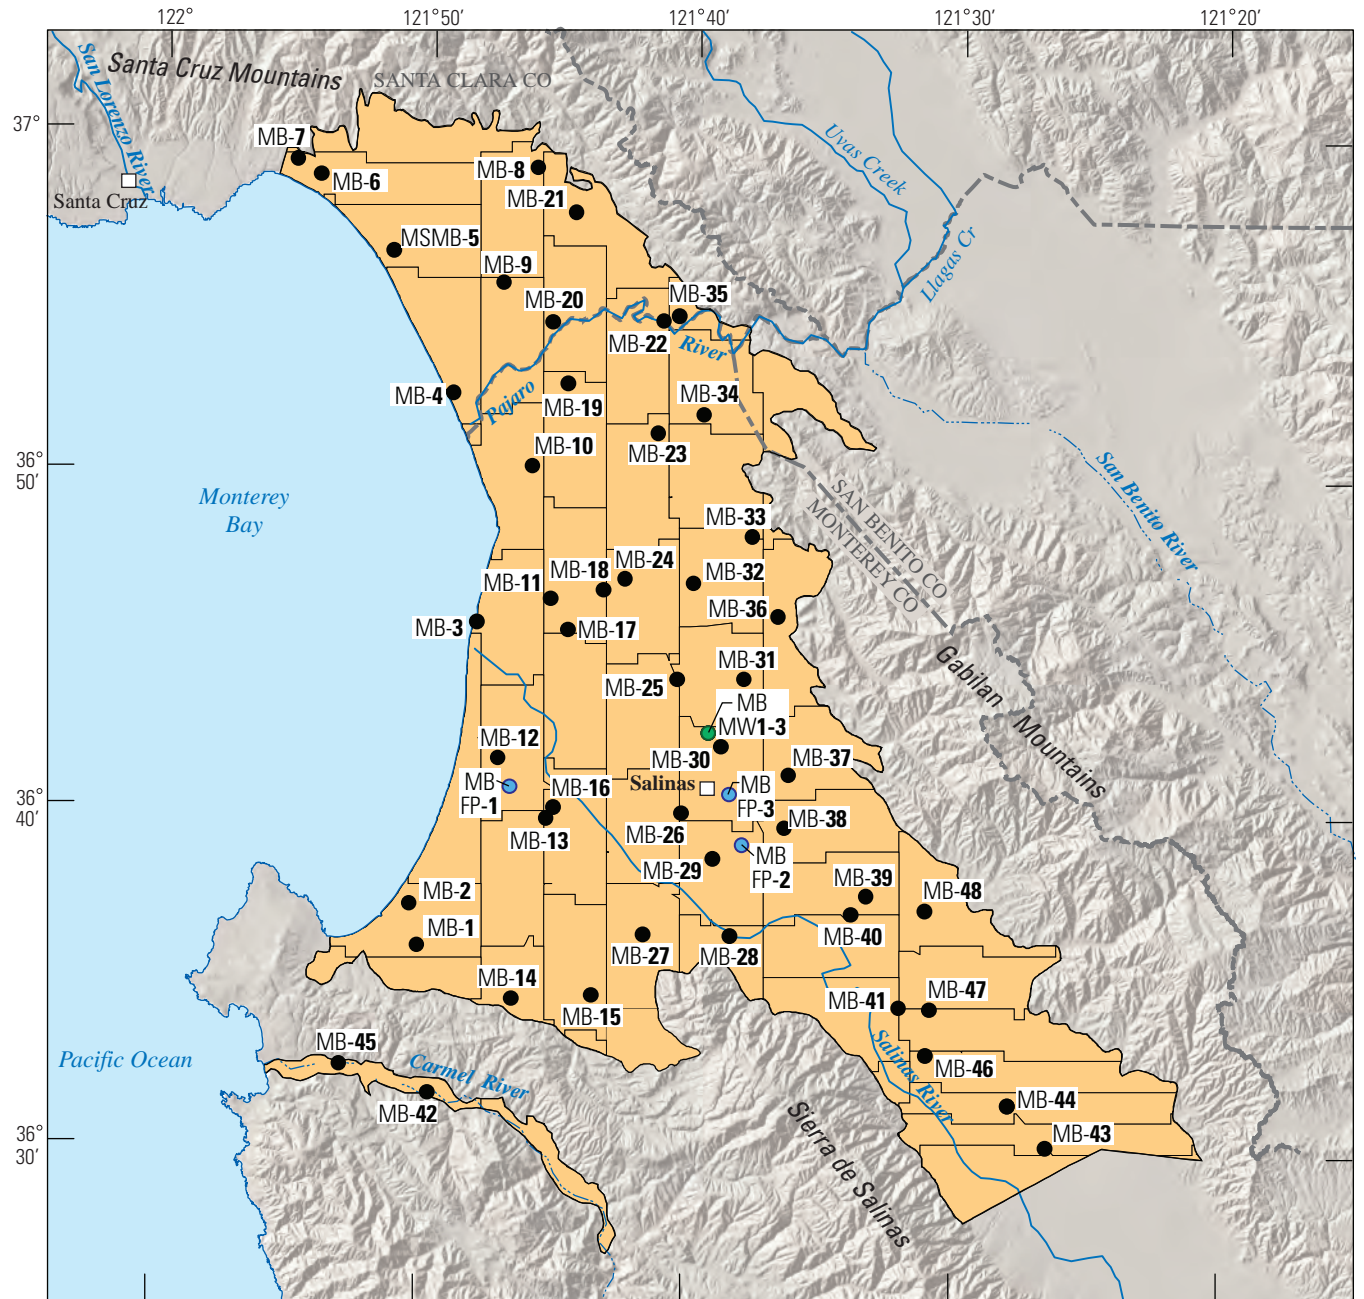 122°
121°50'
121°40'
121°30'
121°20'
San Lorenzo River
Santa Cruz Mountains
SANTA CLARA CO
37°
MB-7
MB-6
MB-8
Uvas Creek
Santa Cruz
MB-21
MSMB-5
MB-9
Llagas Cr
MB-20
MB-35
MB-22
River
Pajaro
MB-4
MB-19
MB-34
MB-10
MB-23
36°
50'
Monterey
Bay
San Benito River
SAN BENITO CO
MONTEREY CO
MB-33
MB-24
MB-18
MB-11
MB-32
MB-36
MB-3
MB-17
MB-31
MB-25
Gabilan Mountains
MB
MW1-3
MB-12
MB-30
MB-37
MB
FP-1
MB-16
Salinas
MB
FP-3
36°
40'
MB-13
MB-26
MB-38
MB-29
MB
FP-2
MB-39
MB-48
MB-2
MB-1
MB-40
MB-27
MB-28
MB-14
MB-15
MB-41
MB-47
Pacific Ocean
MB-45
Carmel River
MB-42
Salinas River
MB-46
MB-44
MB-43
Sierra de Salinas
36°
30'